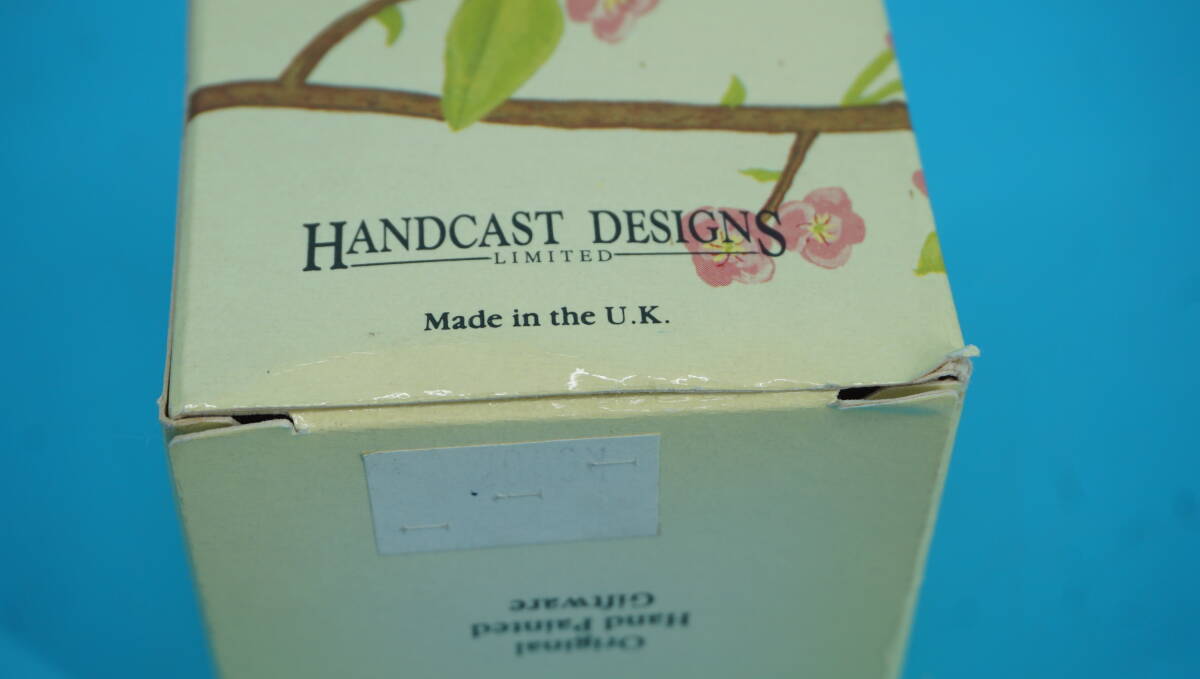 HANDCAST DESIGNS
LIMITED
Made in the U.K.
Original
Hand Painted
Giftware